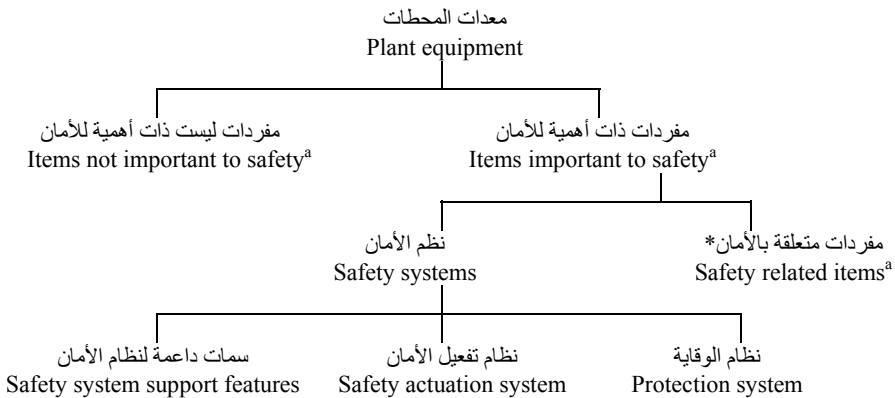 معدات المحطات
Plant equipment
مفردات ليست ذات أهمية للأمان
Items not important to safetyᵃ
مفردات ذات أهمية للأمان
Items important to safetyᵃ
نظم الأمان
Safety systems
مفردات متعلقة بالأمان*
Safety related itemsᵃ
سمات داعمة لنظام الأمان
Safety system support features
نظام تفعيل الأمان
Safety actuation system
نظام الوقاية
Protection system